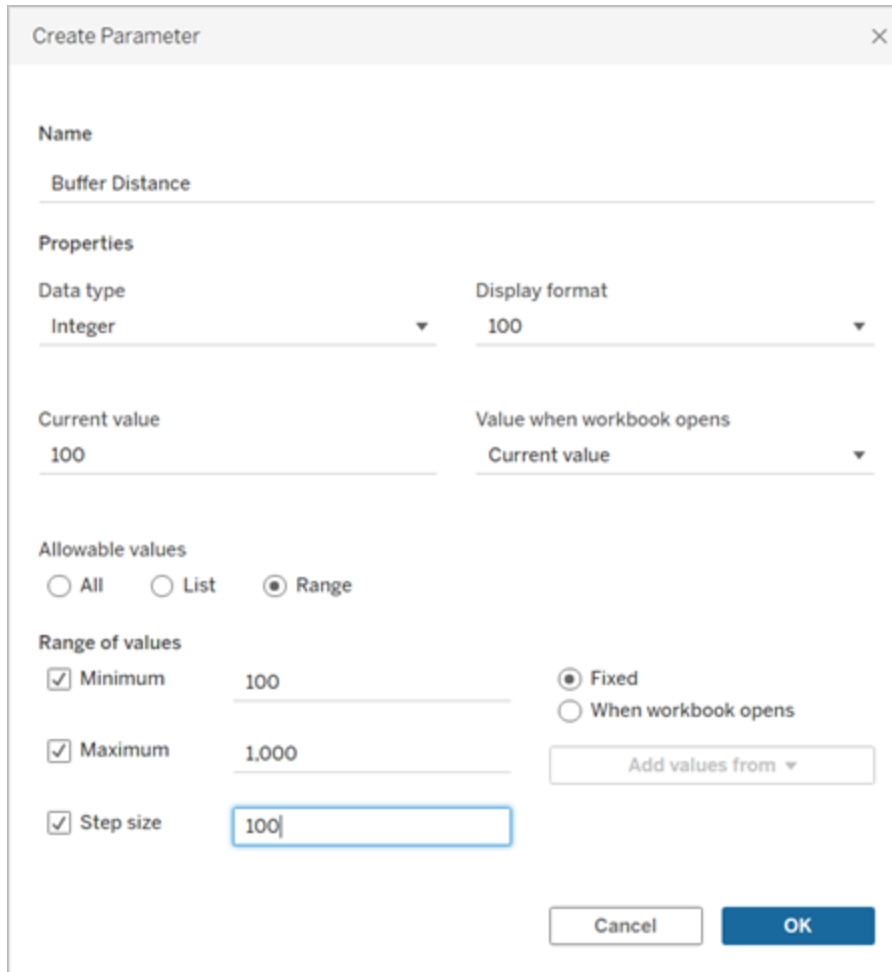 Create Parameter
Name
Buffer Distance
Properties
Data type Display format
Integer 100
Current value Value when workbook opens
100 Current value
Allowable values
All List Range
Range of values
Minimum 100 Fixed
When workbook opens
Maximum 1,000 Add values from
Step size 100
Cancel OK